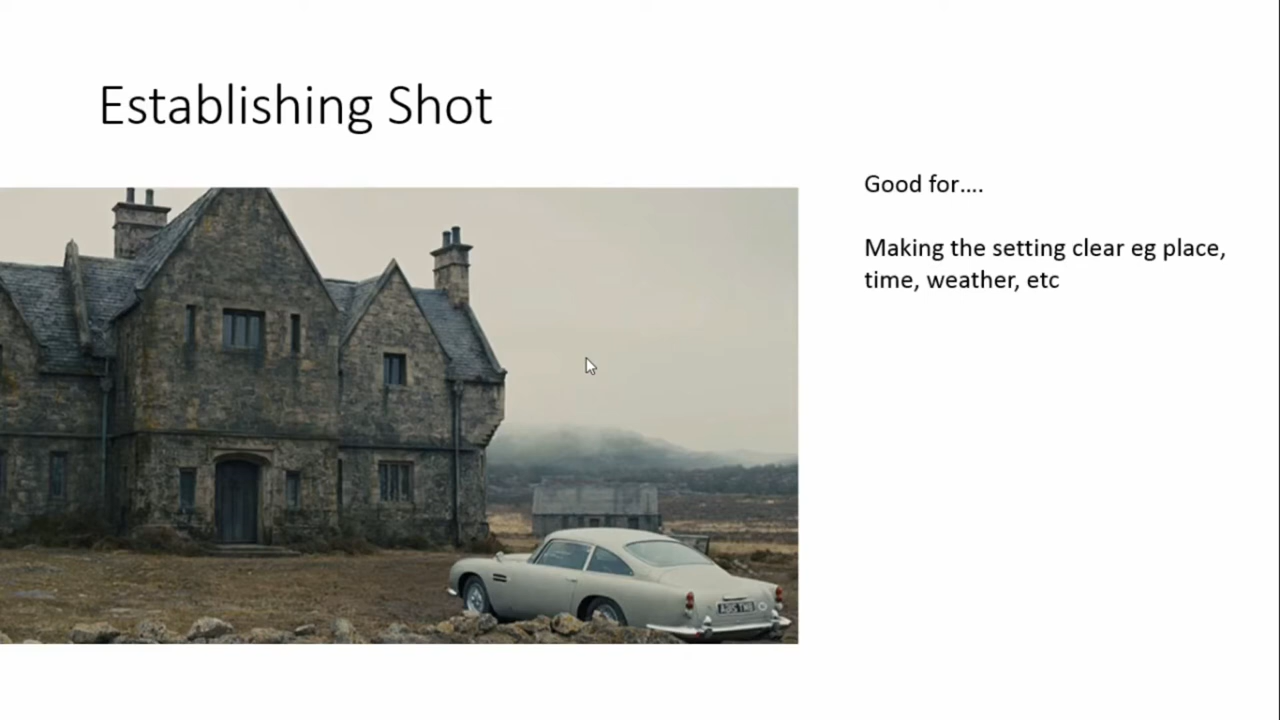 Establishing Shot
Good for....
Making the setting clear eg place,
time, weather, etc